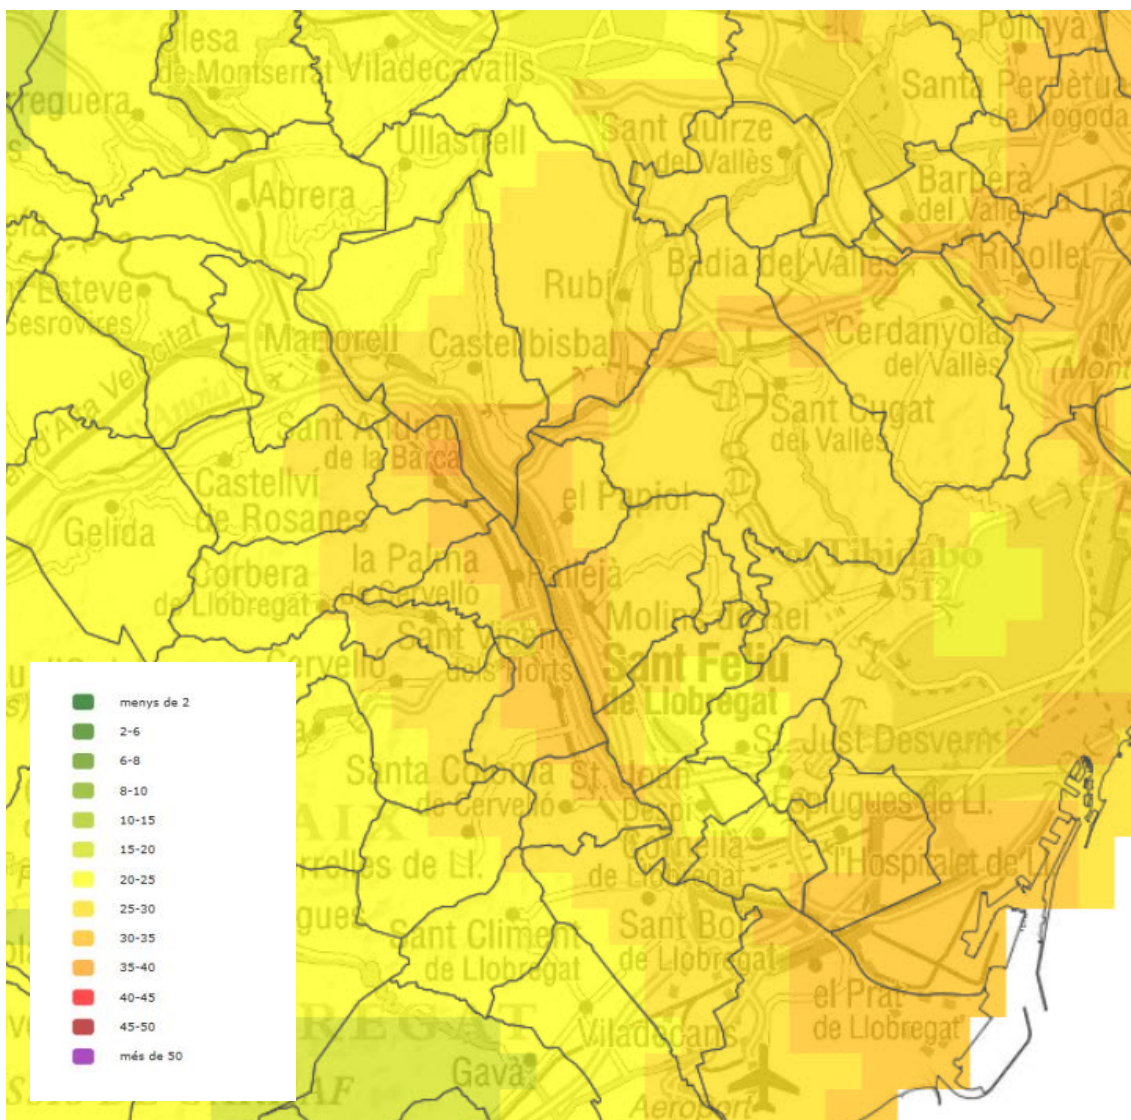 Olesa
de Montserrat
Viladecavalls
Polinyà
Santa Perpètua
de Mogoda
Ullastrell
Sant Quirze
del Vallès
Abrera
Barberà
del Vallès
Badia del Vallès
Ripollet
Rubí
Sesrovires
Martorell
Castellbisbal
Cerdanyola
del Vallès
Anoia
Sant Andreu
de la Barca
Sant Cugat
del Vallès
Castellví
de Rosanes
Gelida
el Papiol
Corbera
de Llobregat
la Palma
de Cervelló
Pallejà
Tibidabo
512
Molins de Rei
Cervelló
Sant Vicenç
dels Horts
Sant Feliu
de Llobregat
St. Just Desvern
Santa Coloma
de Cervelló
St. Joan
Despí
Esplugues de Ll.
Cornellà
de Llobregat
l'Hospitalet de Ll.
Sant Climent
de Llobregat
Sant Boi
de Llobregat
el Prat
de Llobregat
Viladecans
Gavà
Aeroport
menys de 2
2-6
6-8
8-10
10-15
15-20
20-25
25-30
30-35
35-40
40-45
45-50
més de 50